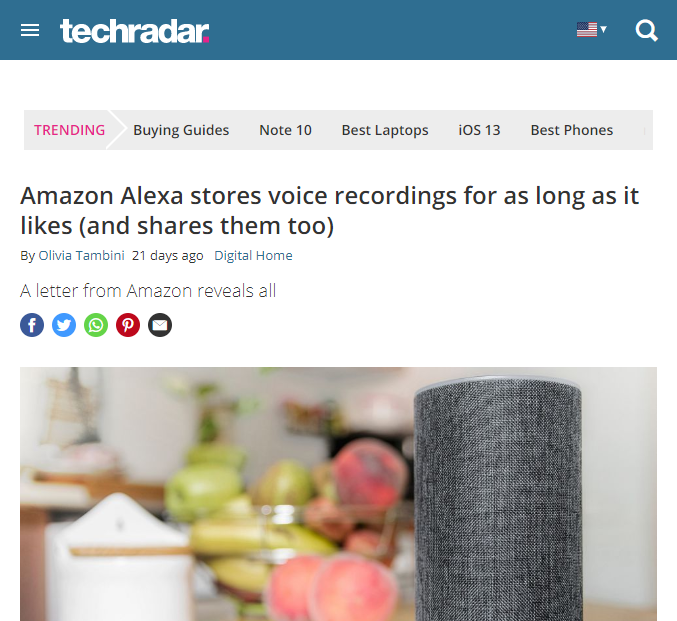 techradar.
TRENDING Buying Guides Note 10 Best Laptops iOS 13 Best Phones
Amazon Alexa stores voice recordings for as long as it
likes (and shares them too)
By Olivia Tambini 21 days ago Digital Home
A letter from Amazon reveals all